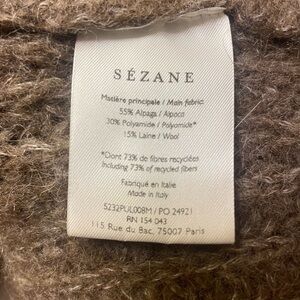 SÉZANE
Matière principale / Main fabric:
55% Alpaga / Alpaca
30% Polyamide / Polyamide*
15% Laine / Wool
*Dont 73% de fibres recyclées
Including 73% of recycled fibers
Fabriqué en Italie
Made in Italy
5232PUL008M / PO 24921
RN 154 043
115 Rue du Bac, 75007 Paris